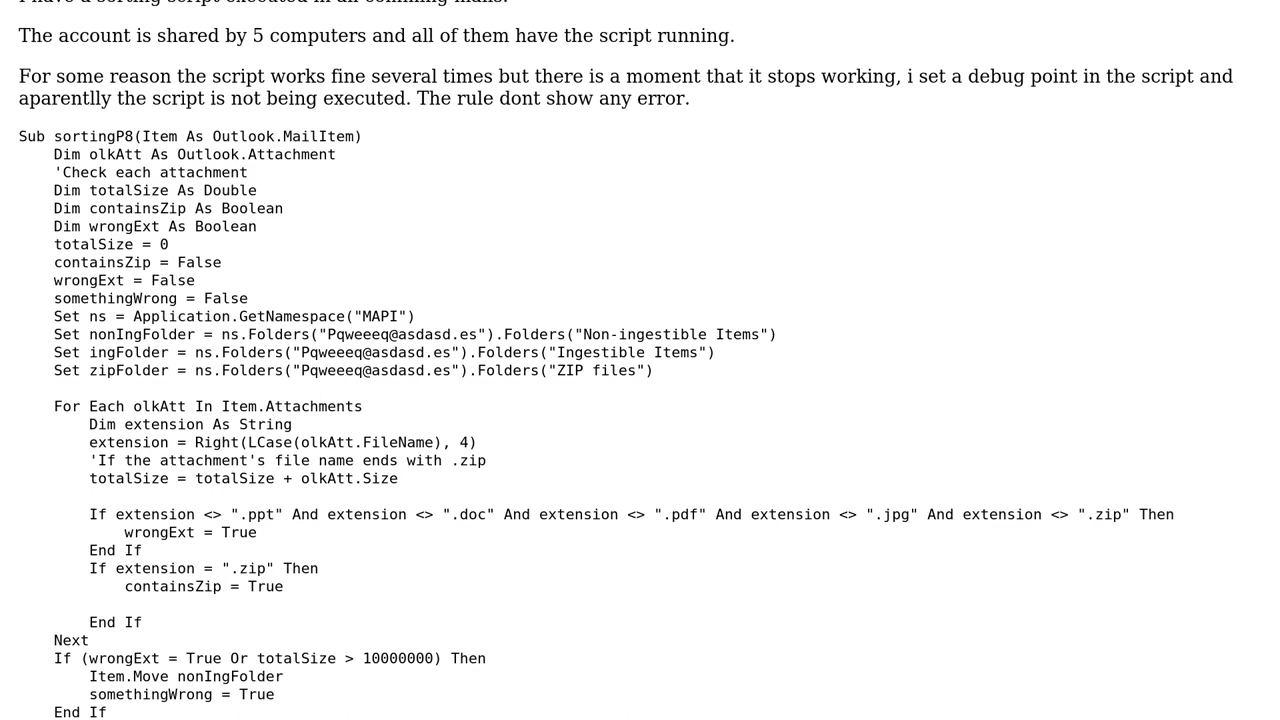 I have a sorting script executed in all comming mails.
The account is shared by 5 computers and all of them have the script running.
For some reason the script works fine several times but there is a moment that it stops working, i set a debug point in the script and
aparentlly the script is not being executed. The rule dont show any error.
Sub sortingP8(Item As Outlook.MailItem)
    Dim olkAtt As Outlook.Attachment
    'Check each attachment
    Dim totalSize As Double
    Dim containsZip As Boolean
    Dim wrongExt As Boolean
    totalSize = 0
    containsZip = False
    wrongExt = False
    somethingWrong = False
    Set ns = Application.GetNamespace("MAPI")
    Set nonIngFolder = ns.Folders("Pqweeeq@asdasd.es").Folders("Non-ingestible Items")
    Set ingFolder = ns.Folders("Pqweeeq@asdasd.es").Folders("Ingestible Items")
    Set zipFolder = ns.Folders("Pqweeeq@asdasd.es").Folders("ZIP files")
    For Each olkAtt In Item.Attachments
        Dim extension As String
        extension = Right(LCase(olkAtt.FileName), 4)
        'If the attachment's file name ends with .zip
        totalSize = totalSize + olkAtt.Size
        If extension <> ".ppt" And extension <> ".doc" And extension <> ".pdf" And extension <> ".jpg" And extension <> ".zip" Then
            wrongExt = True
        End If
        If extension = ".zip" Then
            containsZip = True
        End If
    Next
    If (wrongExt = True Or totalSize > 10000000) Then
        Item.Move nonIngFolder
        somethingWrong = True
    End If